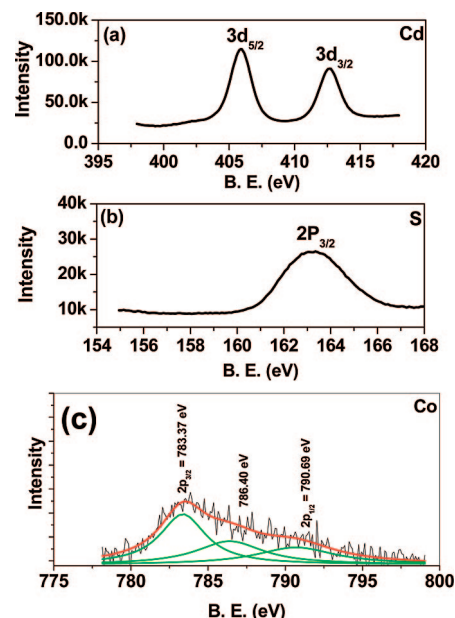 (a)
3d5/2
3d3/2
Cd
Intensity
150.0k
100.0k
50.0k
0.0
395 400 405 410 415 420
B. E. (eV)
(b)
2P3/2
S
Intensity
40k
30k
20k
10k
154 156 158 160 162 164 166 168
B. E. (eV)
(c)
2p3/2 = 783.37 eV
786.40 eV
2p1/2 = 790.69 eV
Co
Intensity
775 780 785 790 795 800
B. E. (eV)